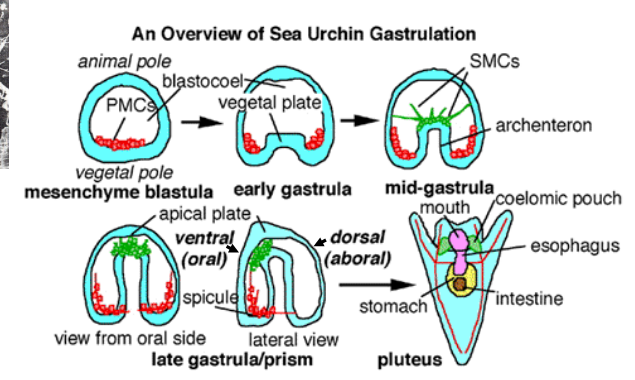 An Overview of Sea Urchin Gastrulation
animal pole
blastocoel
PMCs
vegetal pole
mesenchyme blastula
vegetal plate
early gastrula
SMCs
archenteron
mid-gastrula
apical plate
ventral
(oral)
dorsal
(aboral)
spicule
view from oral side
lateral view
late gastrula/prism
mouth
coelomic pouch
esophagus
stomach
intestine
pluteus